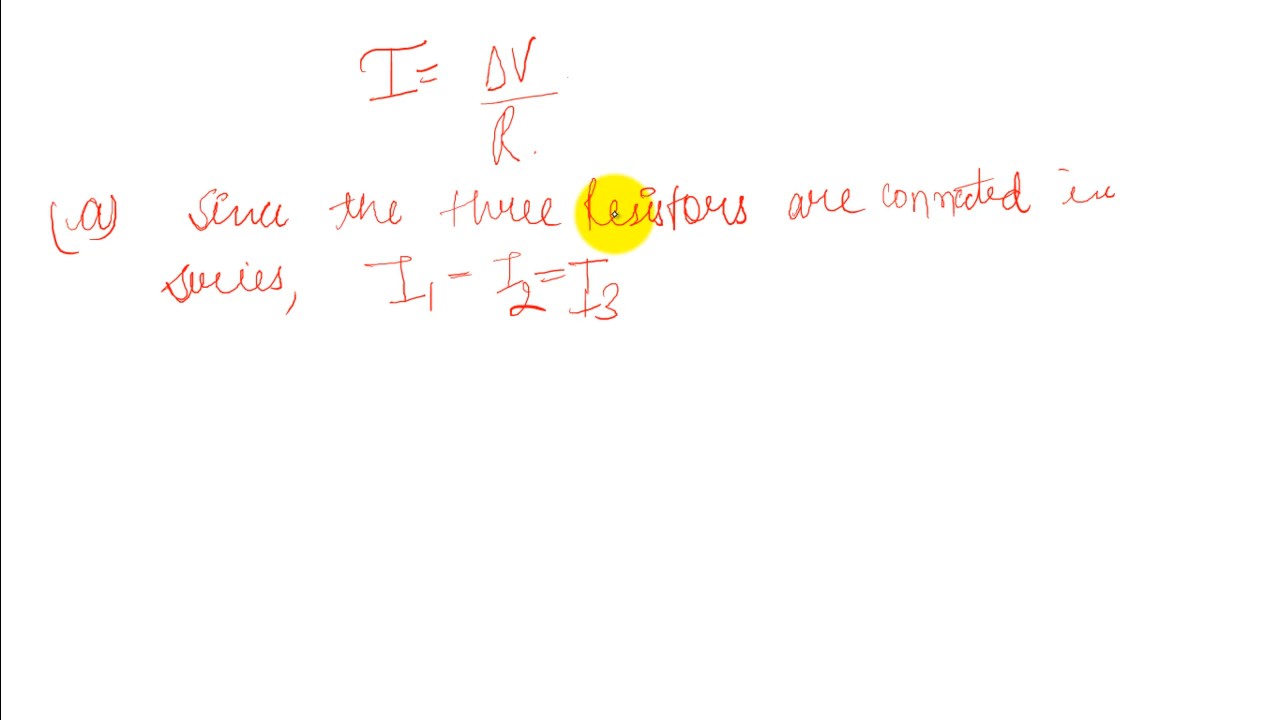 I = ΔV
R.
(a) Since the three Resistors are connected in
series, I1 = I2 = I3